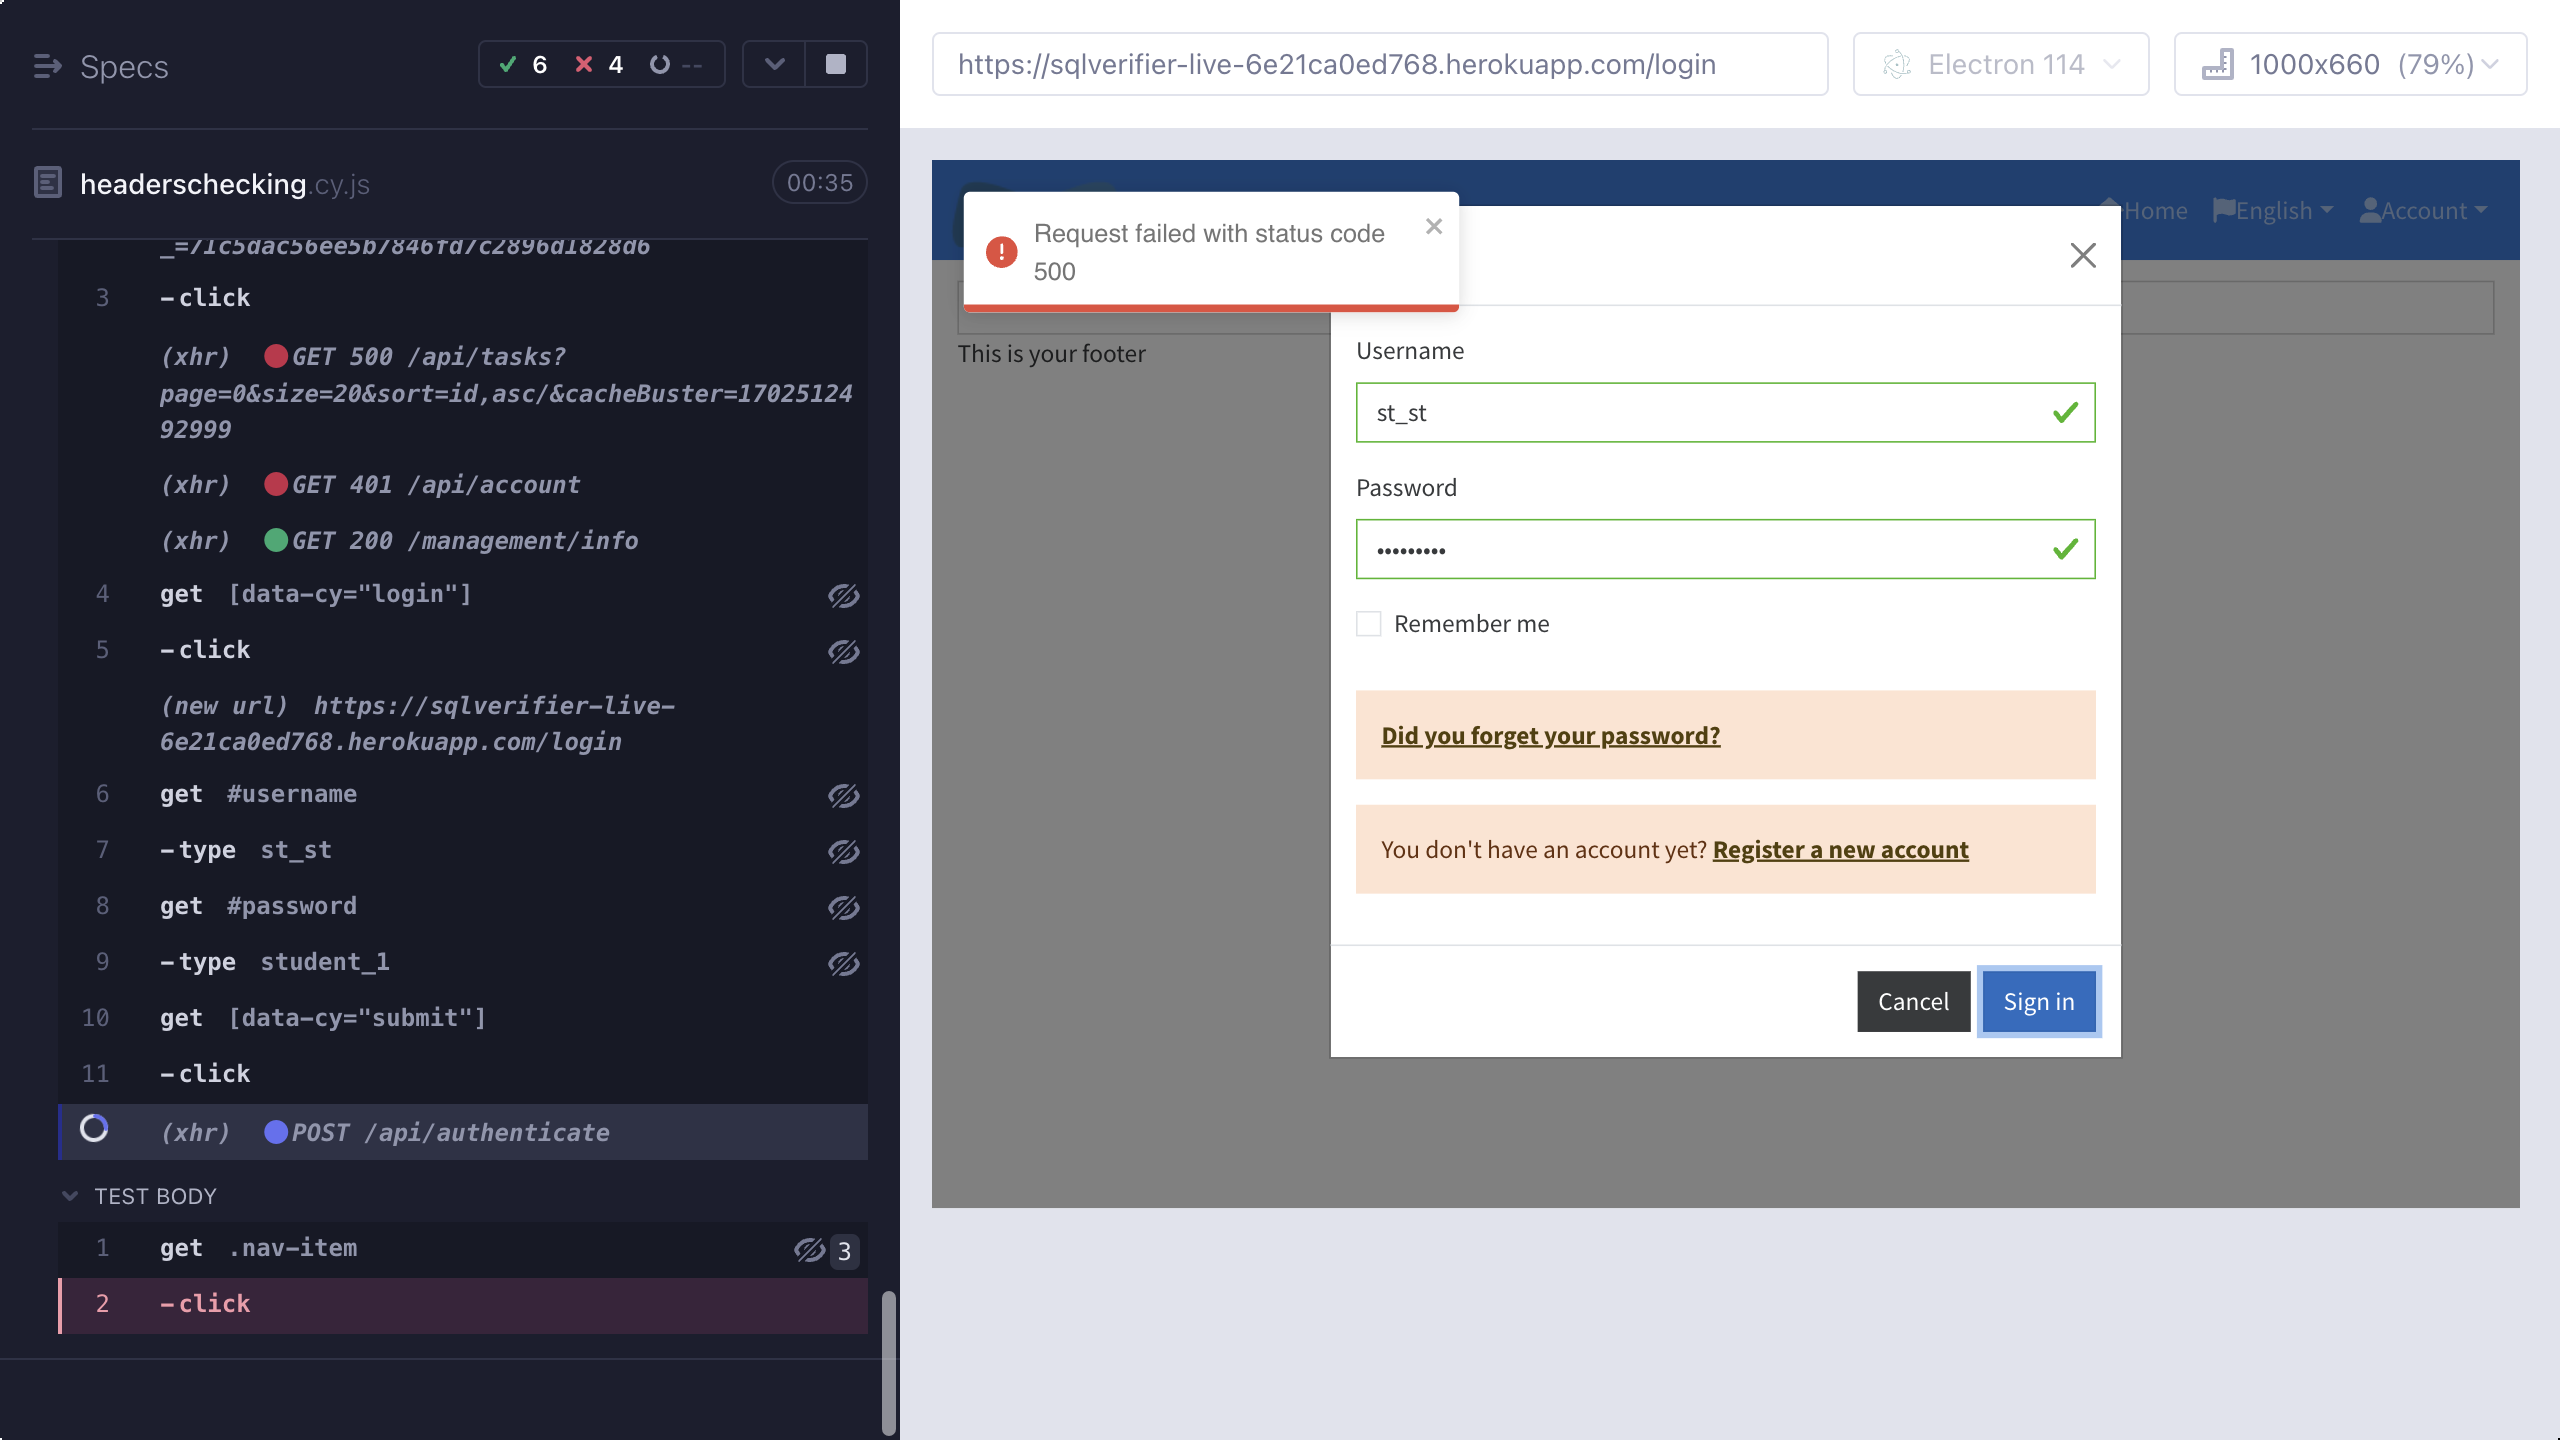 Specs
6 4 --
headerschecking.cy.js
00:35
_=71c5dac56ee5b7846fd7c2896d1828d6
3 -click
(xhr) GET 500 /api/tasks?
page=0&size=20&sort=id,asc/&cacheBuster=17025124
92999
(xhr) GET 401 /api/account
(xhr) GET 200 /management/info
4 get [data-cy="login"]
5 -click
(new url) https://sqlverifier-live-
6e21ca0ed768.herokuapp.com/login
6 get #username
7 -type st_st
8 get #password
9 -type student_1
10 get [data-cy="submit"]
11 -click
(xhr) POST /api/authenticate
TEST BODY
1 get .nav-item 3
2 -click
https://sqlverifier-live-6e21ca0ed768.herokuapp.com/login
Electron 114
1000x660 (79%)
Home English Account
Request failed with status code
500
This is your footer
Username
st_st
Password
•••••••••
Remember me
Did you forget your password?
You don't have an account yet? Register a new account
Cancel
Sign in